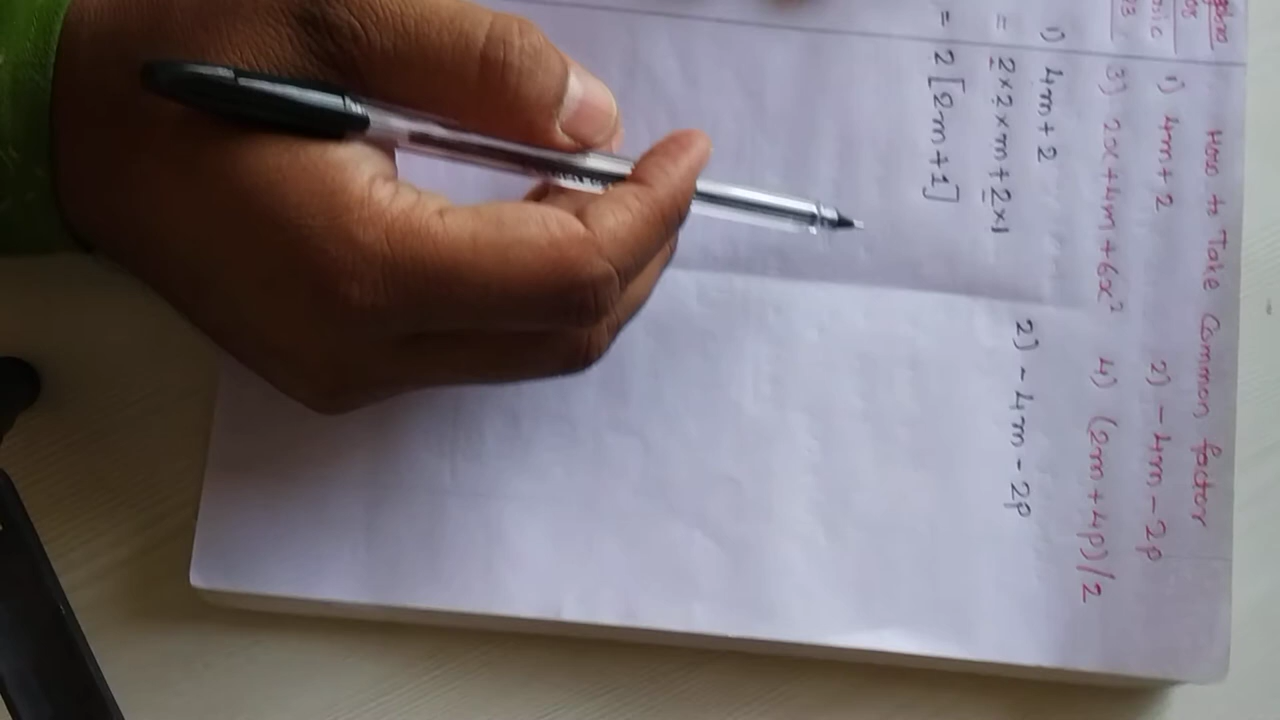 How to Take Common factor
1) 4m + 2 2) - 4m - 2p
3) 2x + 4m + 6x² 4) (2m + 4p) / 2
1) 4m + 2
= 2 × 2 × m + 2 × 1
= 2 [2m + 1]
2) - 4m - 2p